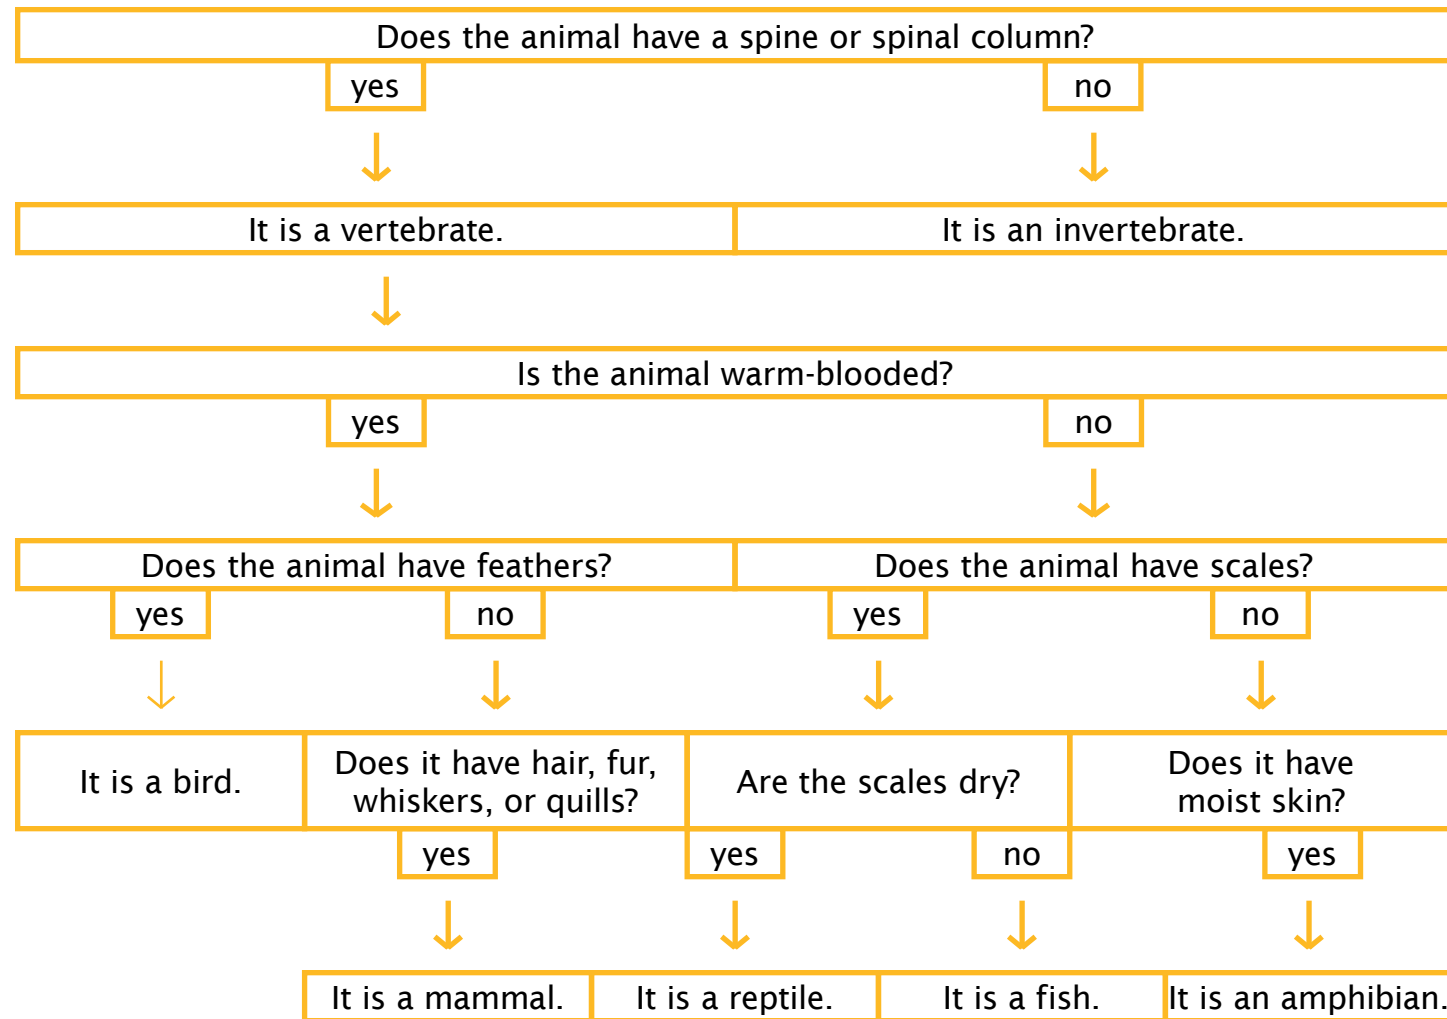 Does the animal have a spine or spinal column?
yes
no
It is a vertebrate.
It is an invertebrate.
Is the animal warm-blooded?
yes
no
Does the animal have feathers?
Does the animal have scales?
yes
no
yes
no
It is a bird.
Does it have hair, fur,
whiskers, or quills?
Are the scales dry?
Does it have
moist skin?
yes
yes
no
yes
It is a mammal.
It is a reptile.
It is a fish.
It is an amphibian.